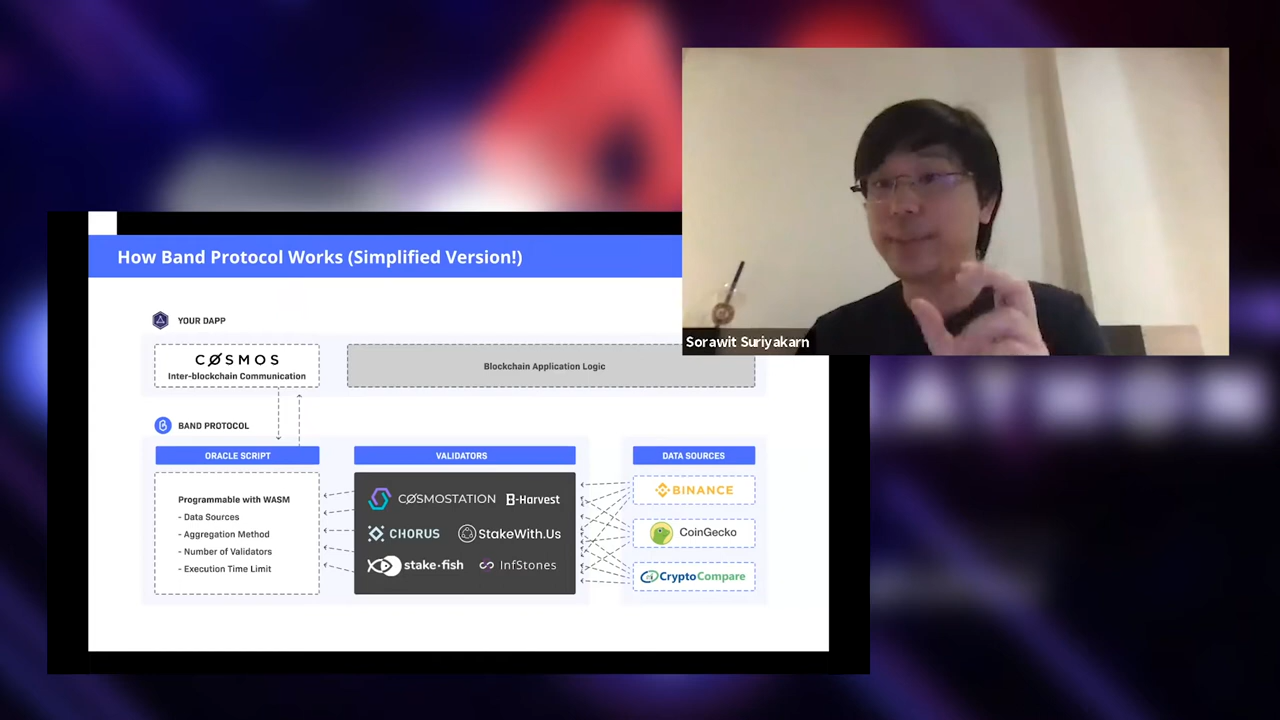 How Band Protocol Works (Simplified Version!)
YOUR DAPP
COSMOS
Inter-blockchain Communication
Blockchain Application Logic
Sorawit Suriyakarn
BAND PROTOCOL
ORACLE SCRIPT
VALIDATORS
DATA SOURCES
Programmable with WASM
- Data Sources
- Aggregation Method
- Number of Validators
- Execution Time Limit
COSMOSTATION
B-Harvest
CHORUS
StakeWith.Us
stake·fish
InfStones
BINANCE
CoinGecko
CryptoCompare